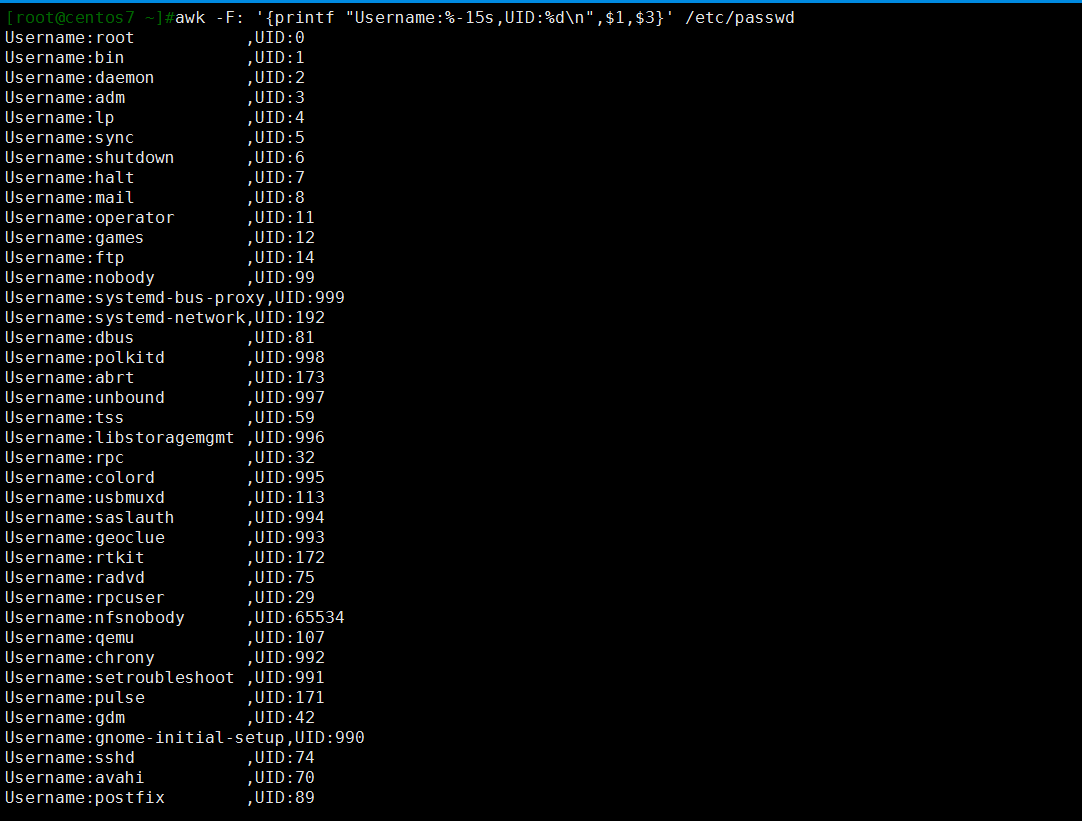 [root@centos7 ~]#awk -F: '{printf "Username:%-15s,UID:%d\n",$1,$3}' /etc/passwd
Username:root           ,UID:0
Username:bin            ,UID:1
Username:daemon         ,UID:2
Username:adm            ,UID:3
Username:lp             ,UID:4
Username:sync           ,UID:5
Username:shutdown       ,UID:6
Username:halt           ,UID:7
Username:mail           ,UID:8
Username:operator       ,UID:11
Username:games          ,UID:12
Username:ftp            ,UID:14
Username:nobody         ,UID:99
Username:systemd-bus-proxy,UID:999
Username:systemd-network,UID:192
Username:dbus           ,UID:81
Username:polkitd        ,UID:998
Username:abrt           ,UID:173
Username:unbound        ,UID:997
Username:tss            ,UID:59
Username:libstoragemgmt ,UID:996
Username:rpc            ,UID:32
Username:colord         ,UID:995
Username:usbmuxd        ,UID:113
Username:saslauth       ,UID:994
Username:geoclue        ,UID:993
Username:rtkit          ,UID:172
Username:radvd          ,UID:75
Username:rpcuser        ,UID:29
Username:nfsnobody      ,UID:65534
Username:qemu           ,UID:107
Username:chrony         ,UID:992
Username:setroubleshoot ,UID:991
Username:pulse          ,UID:171
Username:gdm            ,UID:42
Username:gnome-initial-setup,UID:990
Username:sshd           ,UID:74
Username:avahi          ,UID:70
Username:postfix        ,UID:89